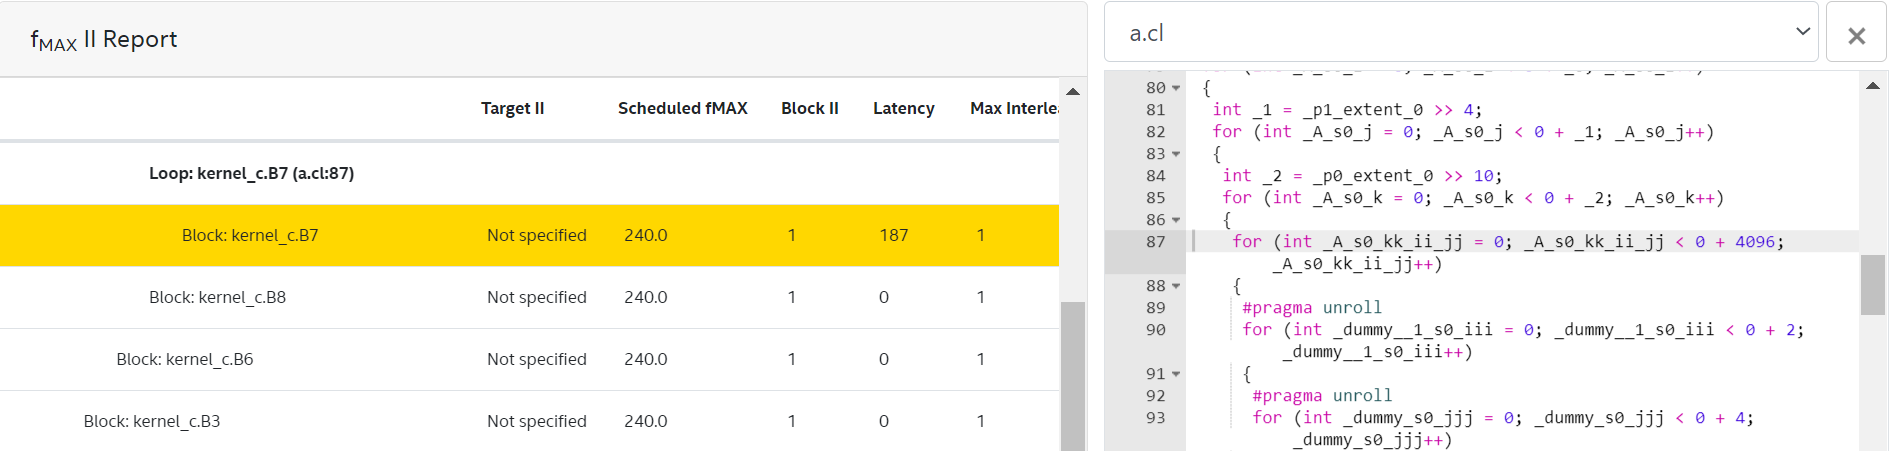 fMAX II Report
Target II Scheduled fMAX Block II Latency Max Interle
Loop: kernel_c.B7 (a.cl:87)
Block: kernel_c.B7 Not specified 240.0 1 187 1
Block: kernel_c.B8 Not specified 240.0 1 0 1
Block: kernel_c.B6 Not specified 240.0 1 0 1
Block: kernel_c.B3 Not specified 240.0 1 0 1
a.cl
80 {
81 int _1 = _p1_extent_0 >> 4;
82 for (int _A_s0_j = 0; _A_s0_j < 0 + _1; _A_s0_j++)
83 {
84 int _2 = _p0_extent_0 >> 10;
85 for (int _A_s0_k = 0; _A_s0_k < 0 + _2; _A_s0_k++)
86 {
87 for (int _A_s0_kk_ii_jj = 0; _A_s0_kk_ii_jj < 0 + 4096;
_A_s0_kk_ii_jj++)
88 {
89 #pragma unroll
90 for (int _dummy__1_s0_iii = 0; _dummy__1_s0_iii < 0 + 2;
_dummy__1_s0_iii++)
91 {
92 #pragma unroll
93 for (int _dummy_s0_jjj = 0; _dummy_s0_jjj < 0 + 4;
_dummy_s0_jjj++)